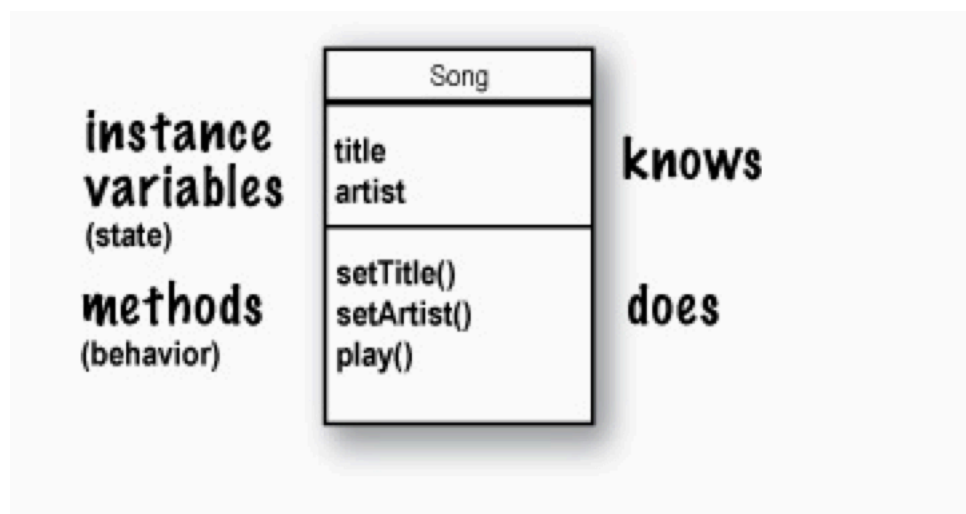 Song
instance
variables
(state)
title
artist
knows
methods
(behavior)
setTitle()
setArtist()
play()
does